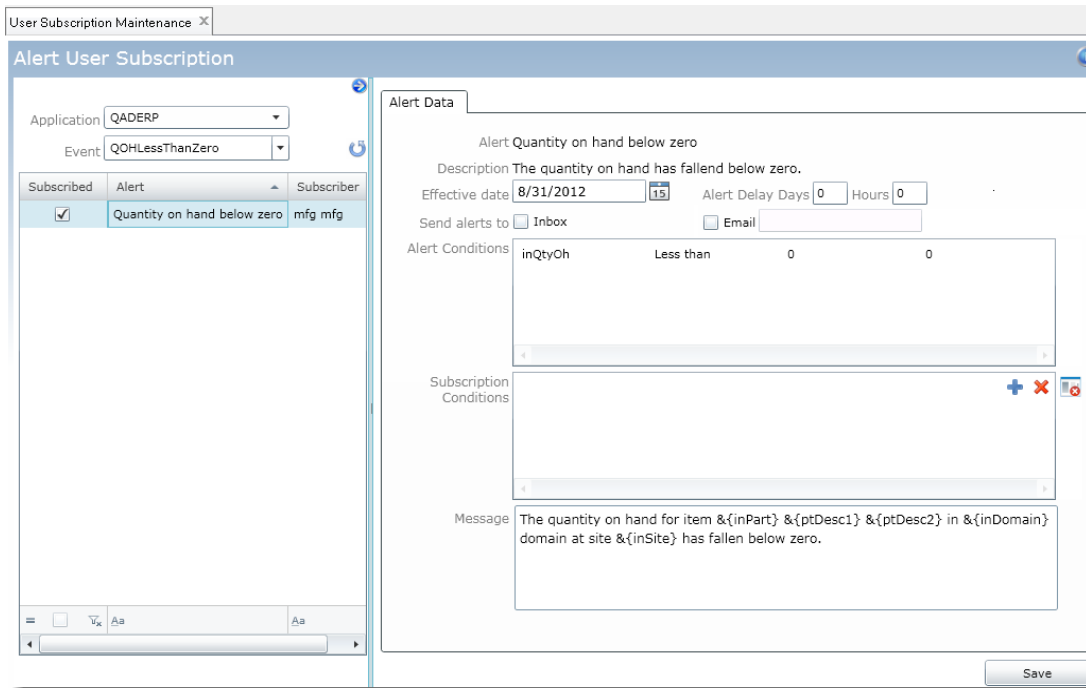 User Subscription Maintenance X
Alert User Subscription
Application QADERP
Event QOHLessThanZero
Subscribed Alert Subscriber
Quantity on hand below zero mfg mfg
= Aa Aa
Alert Data
Alert Quantity on hand below zero
Description The quantity on hand has fallend below zero.
Effective date 8/31/2012 15 Alert Delay Days 0 Hours 0
Send alerts to Inbox Email
Alert Conditions inQtyOh Less than 0 0
Subscription
Conditions
Message The quantity on hand for item &{inPart} &{ptDesc1} &{ptDesc2} in &{inDomain}
domain at site &{inSite} has fallen below zero.
Save